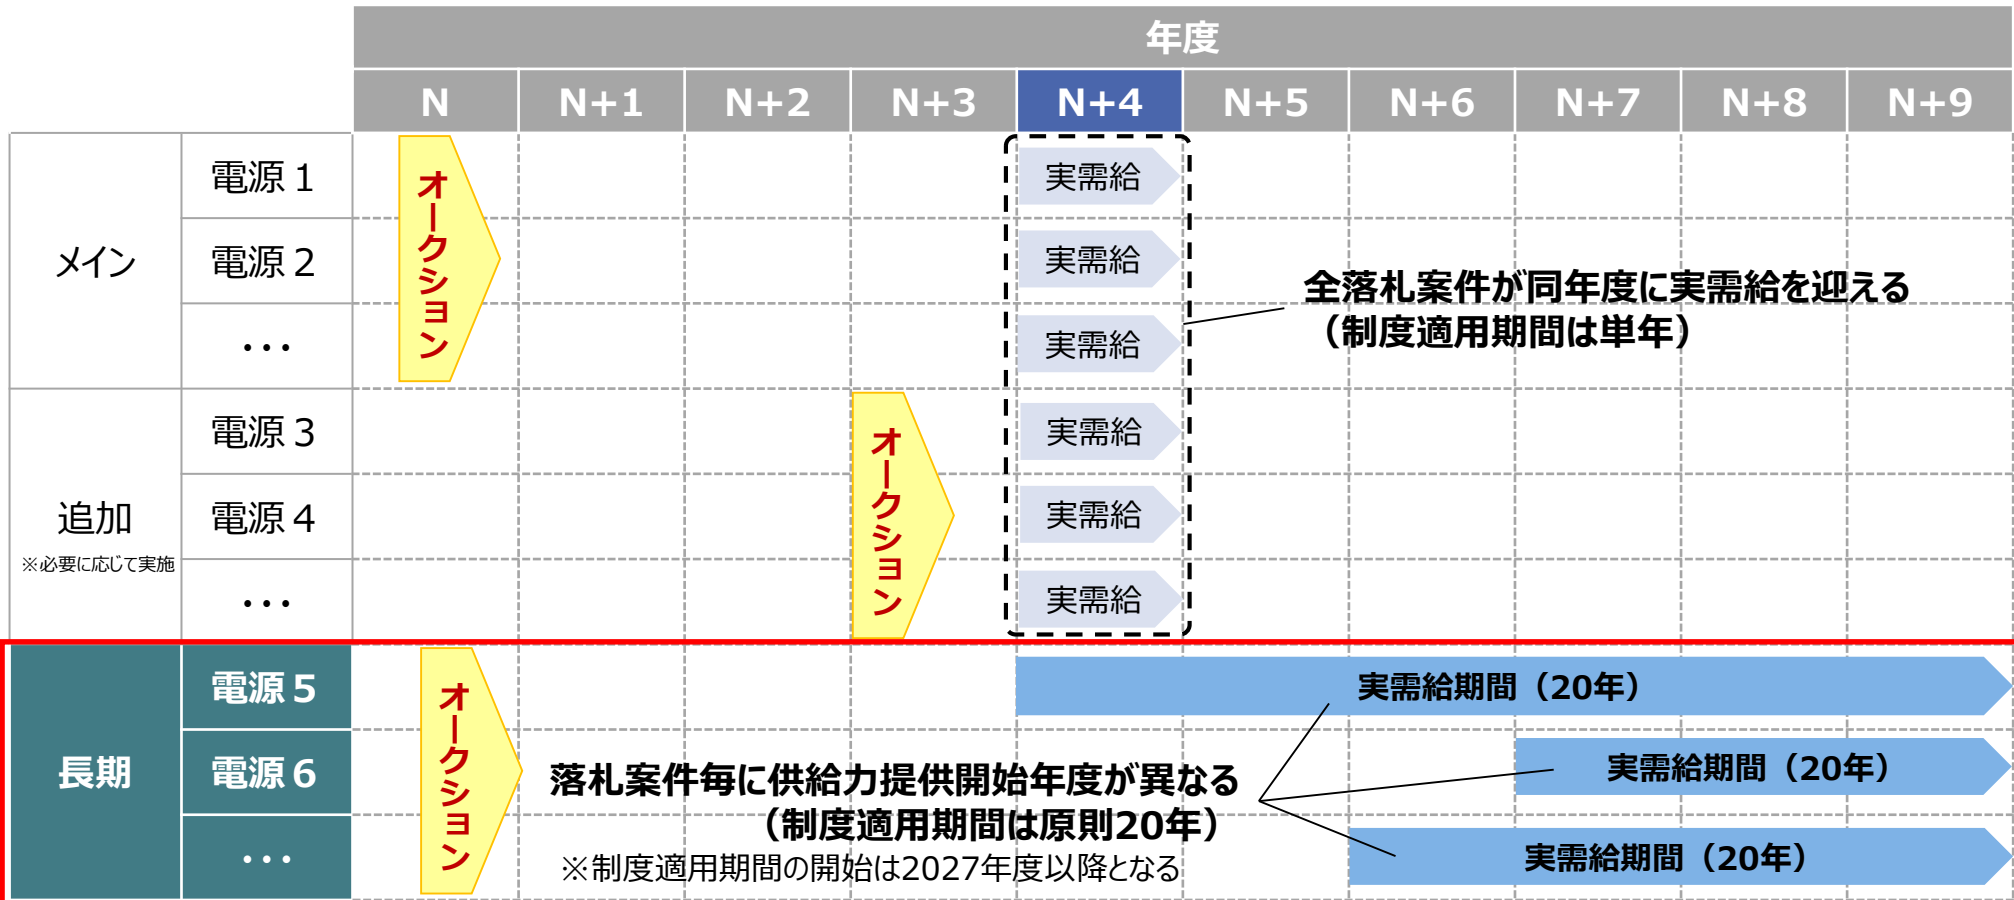 年度
N N+1 N+2 N+3 N+4 N+5 N+6 N+7 N+8 N+9
メイン
電源１
電源２
・・・
オークション
実需給
実需給
実需給
全落札案件が同年度に実需給を迎える
（制度適用期間は単年）
追加
※必要に応じて実施
電源３
電源４
・・・
オークション
実需給
実需給
実需給
長期
電源５
電源６
・・・
オークション
実需給期間（20年）
実需給期間（20年）
実需給期間（20年）
落札案件毎に供給力提供開始年度が異なる
（制度適用期間は原則20年）
※制度適用期間の開始は2027年度以降となる